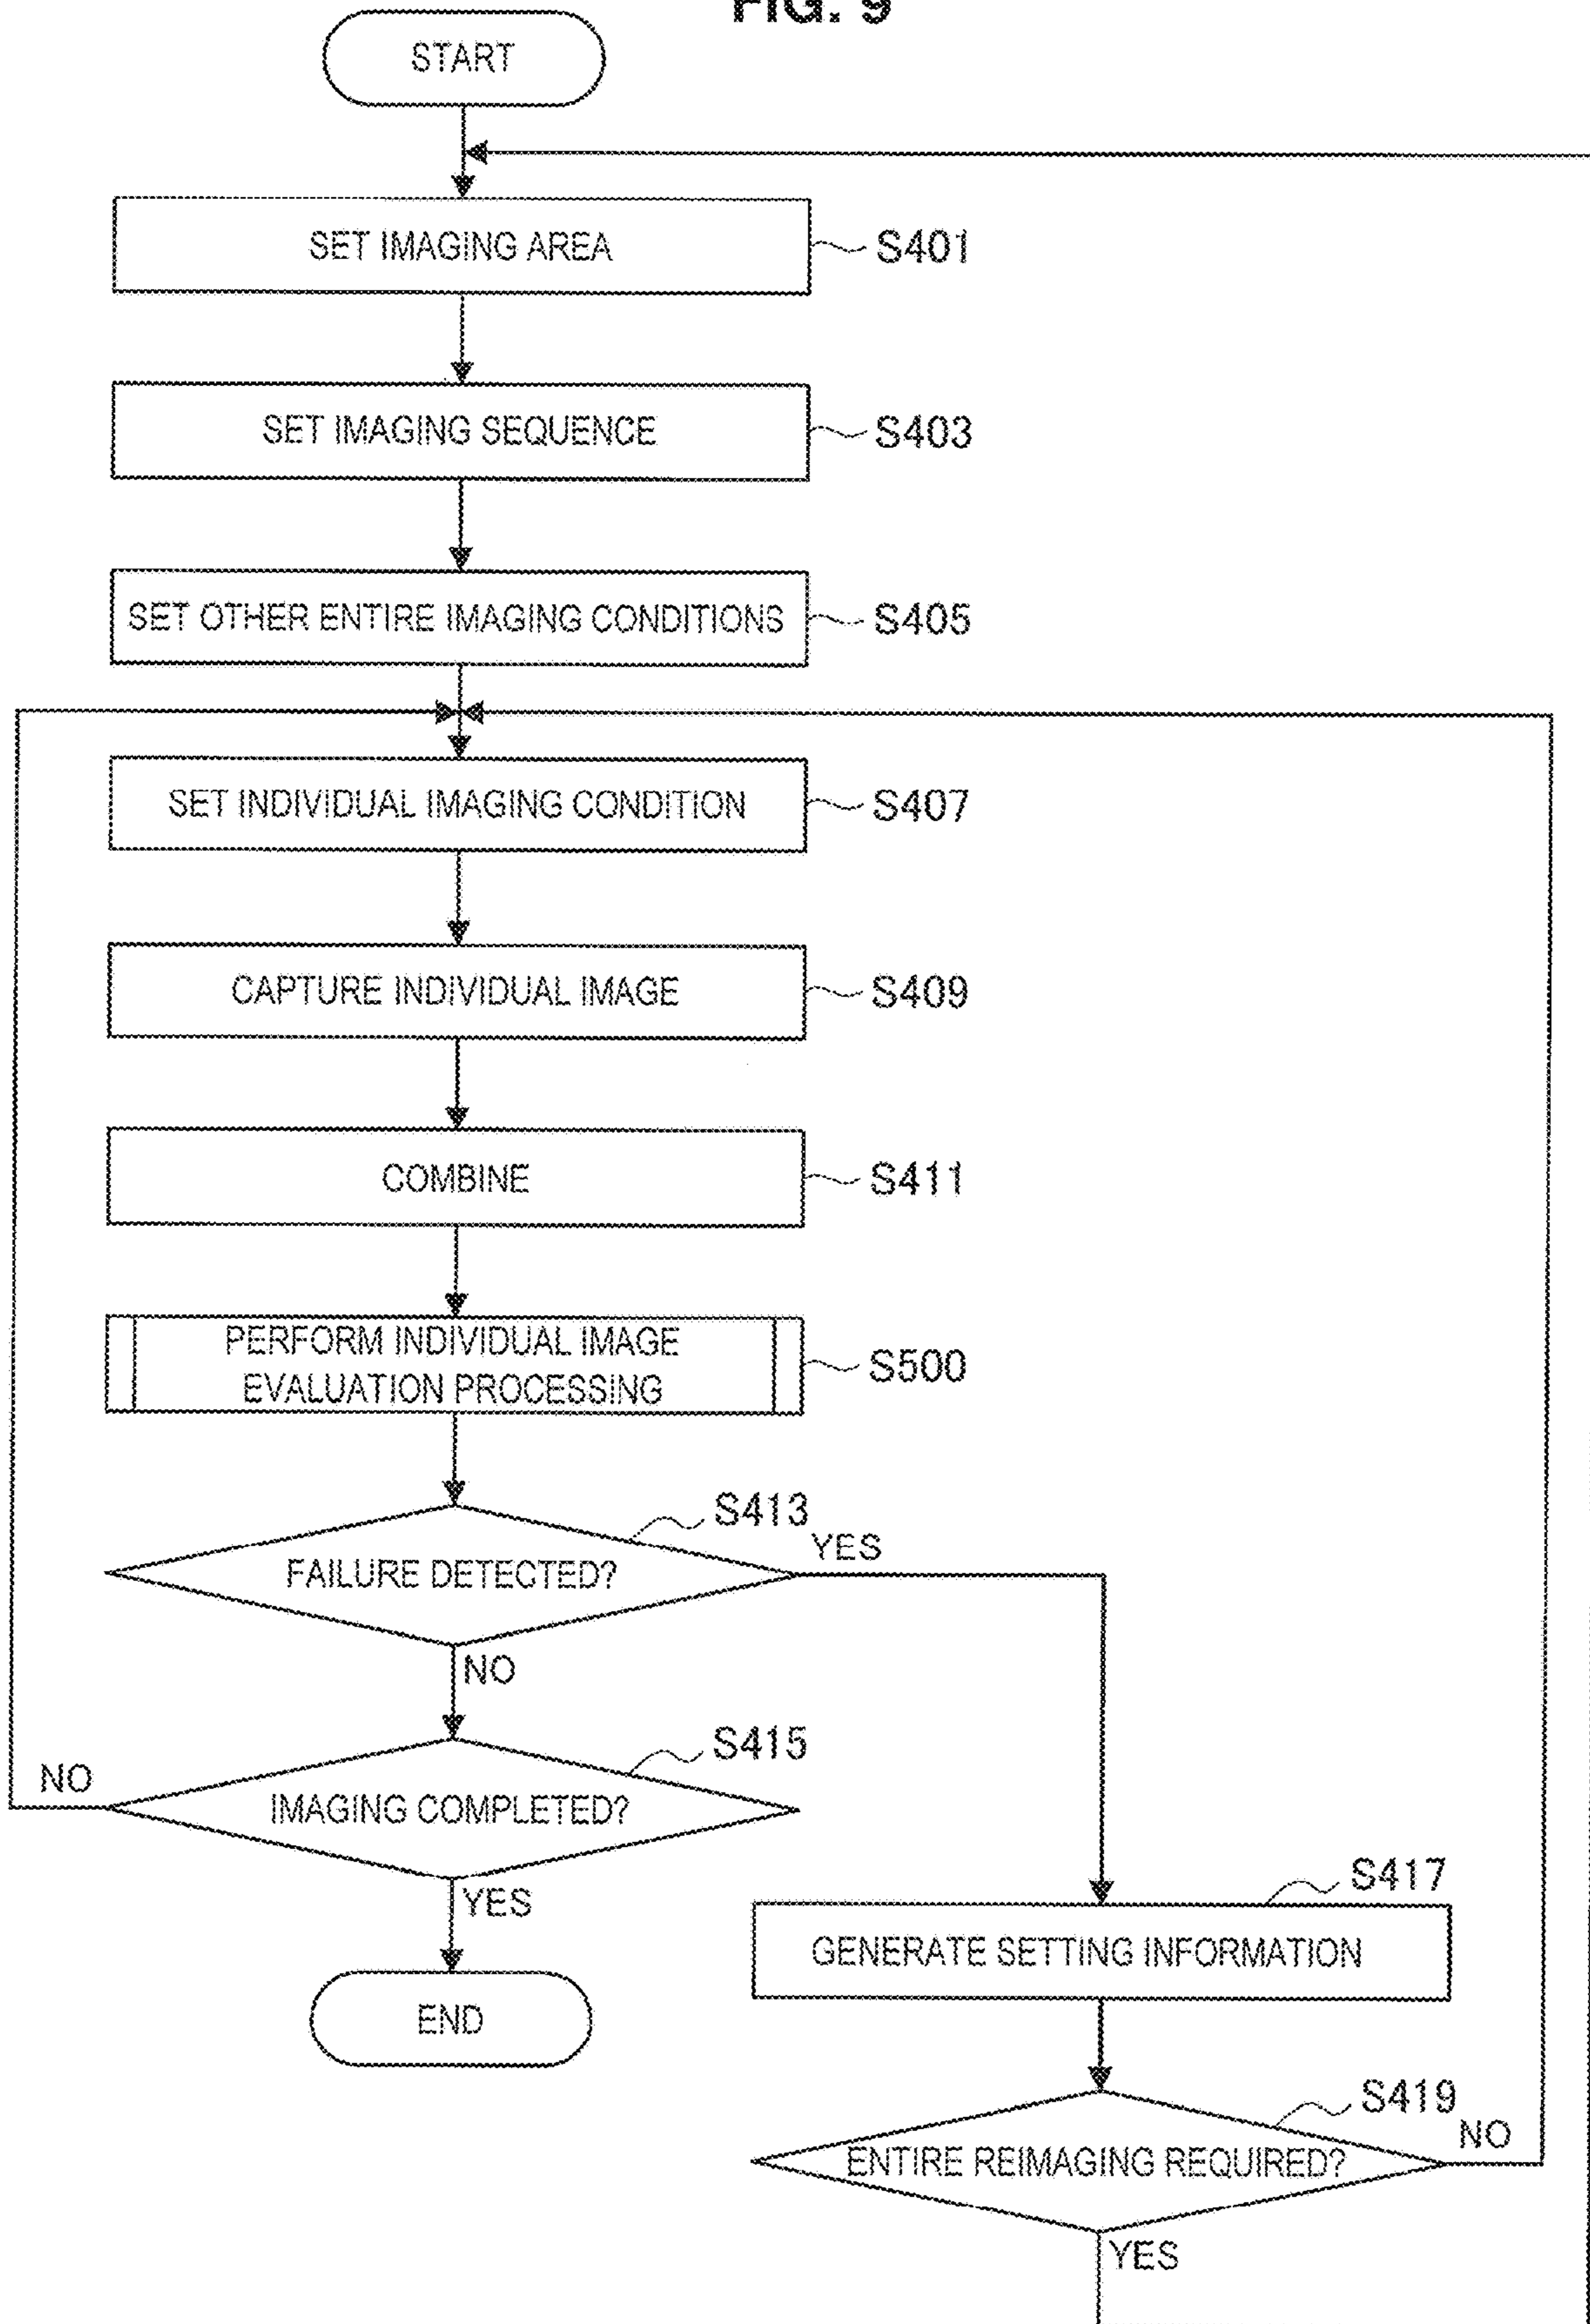 FIG. 9
START
SET IMAGING AREA
S401
SET IMAGING SEQUENCE
S403
SET OTHER ENTIRE IMAGING CONDITIONS
S405
SET INDIVIDUAL IMAGING CONDITION
S407
CAPTURE INDIVIDUAL IMAGE
S409
COMBINE
S411
PERFORM INDIVIDUAL IMAGE
EVALUATION PROCESSING
S500
S413
YES
FAILURE DETECTED?
NO
S415
NO
IMAGING COMPLETED?
YES
END
S417
GENERATE SETTING INFORMATION
S419
NO
ENTIRE REIMAGING REQUIRED?
YES